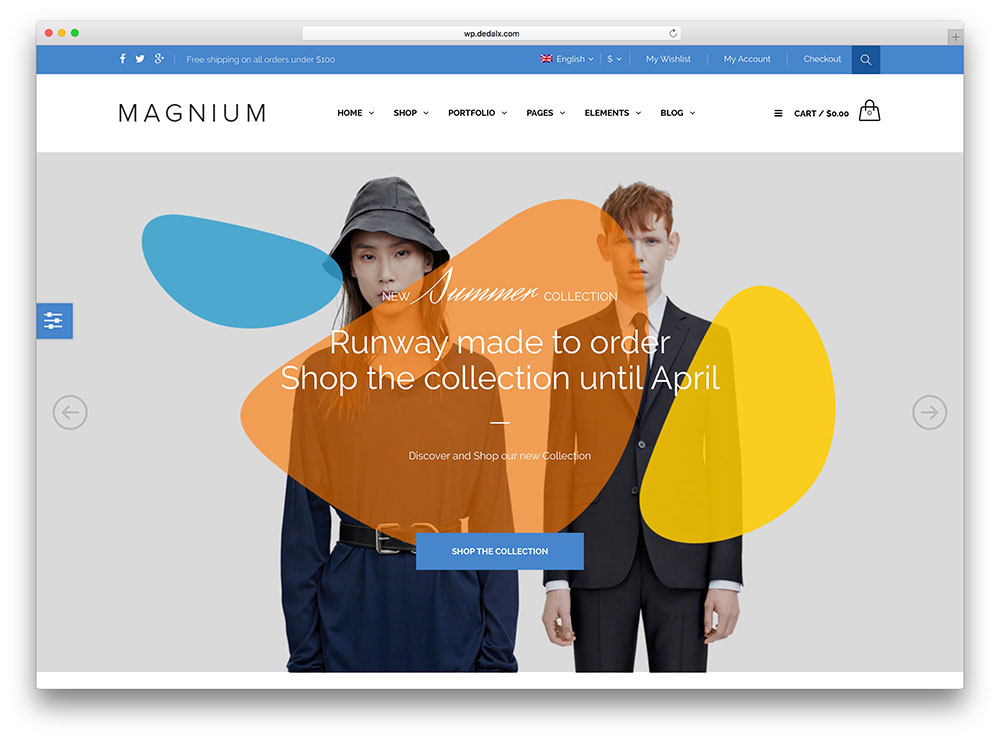 wp.dedalx.com
Free shipping on all orders under $100
English
$
My Wishlist
My Account
Checkout
MAGNIUM
HOME
SHOP
PORTFOLIO
PAGES
ELEMENTS
BLOG
CART / $0.00
0
NEW Summer COLLECTION
Runway made to order
Shop the collection until April
Discover and Shop our new Collection
SHOP THE COLLECTION